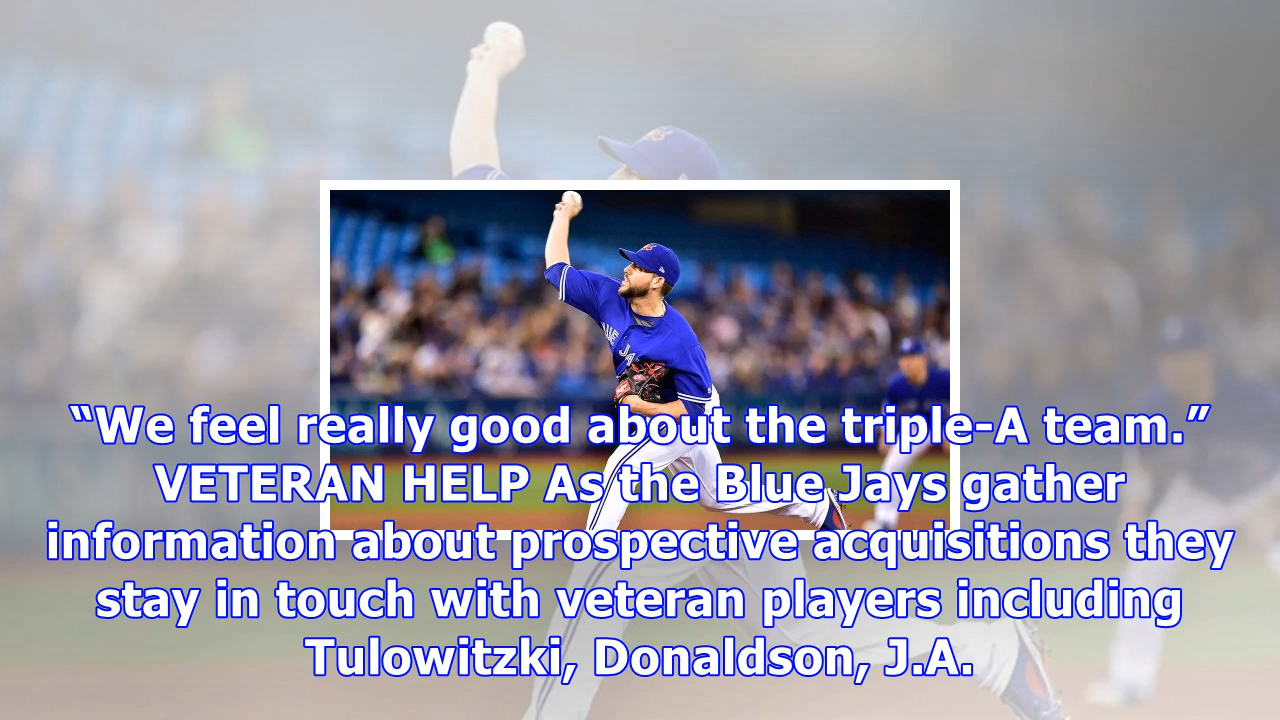 “We feel really good about the triple-A team.”
VETERAN HELP As the Blue Jays gather
information about prospective acquisitions they
stay in touch with veteran players including
Tulowitzki, Donaldson, J.A.